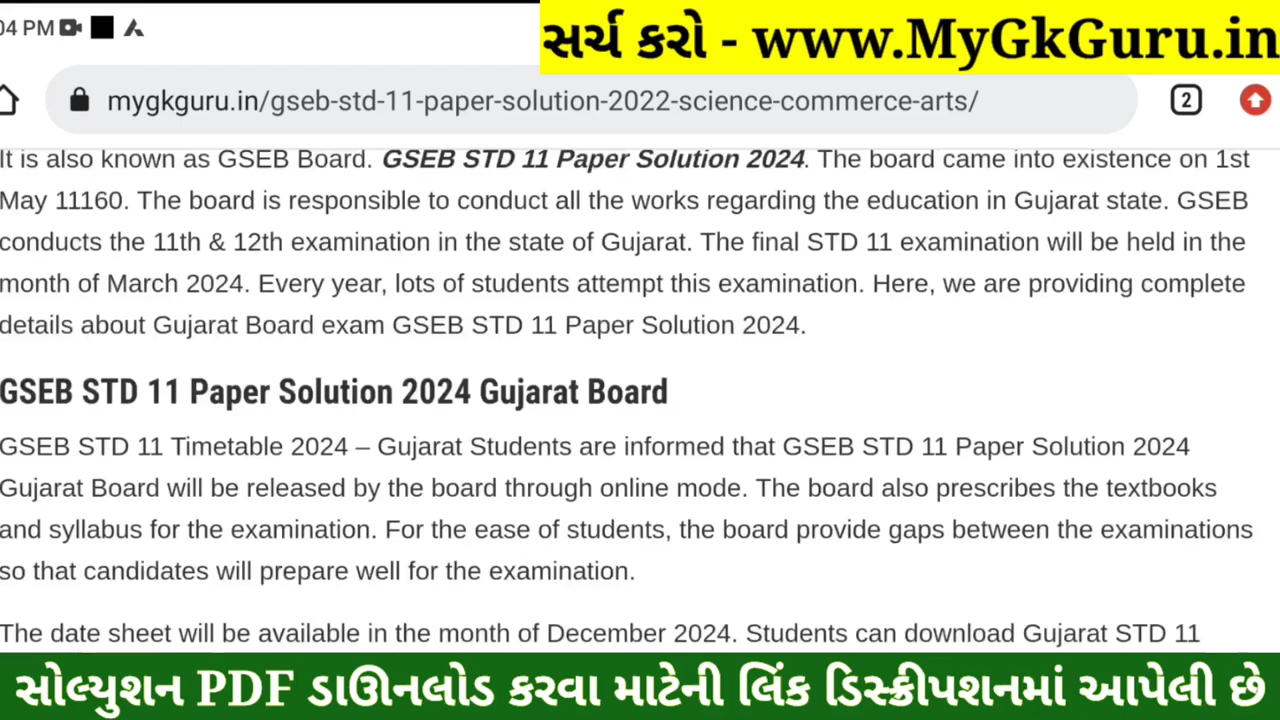 04 PM
સર્ચ કરો - www.MyGkGuru.in
mygkguru.in/gseb-std-11-paper-solution-2022-science-commerce-arts/
2
It is also known as GSEB Board. GSEB STD 11 Paper Solution 2024. The board came into existence on 1st
May 11160. The board is responsible to conduct all the works regarding the education in Gujarat state. GSEB
conducts the 11th & 12th examination in the state of Gujarat. The final STD 11 examination will be held in the
month of March 2024. Every year, lots of students attempt this examination. Here, we are providing complete
details about Gujarat Board exam GSEB STD 11 Paper Solution 2024.
GSEB STD 11 Paper Solution 2024 Gujarat Board
GSEB STD 11 Timetable 2024 – Gujarat Students are informed that GSEB STD 11 Paper Solution 2024
Gujarat Board will be released by the board through online mode. The board also prescribes the textbooks
and syllabus for the examination. For the ease of students, the board provide gaps between the examinations
so that candidates will prepare well for the examination.
The date sheet will be available in the month of December 2024. Students can download Gujarat STD 11
સોલ્યુશન PDF ડાઊનલોડ કરવા માટેની લિંક ડિસ્ક્રીપશનમાં આપેલી છે